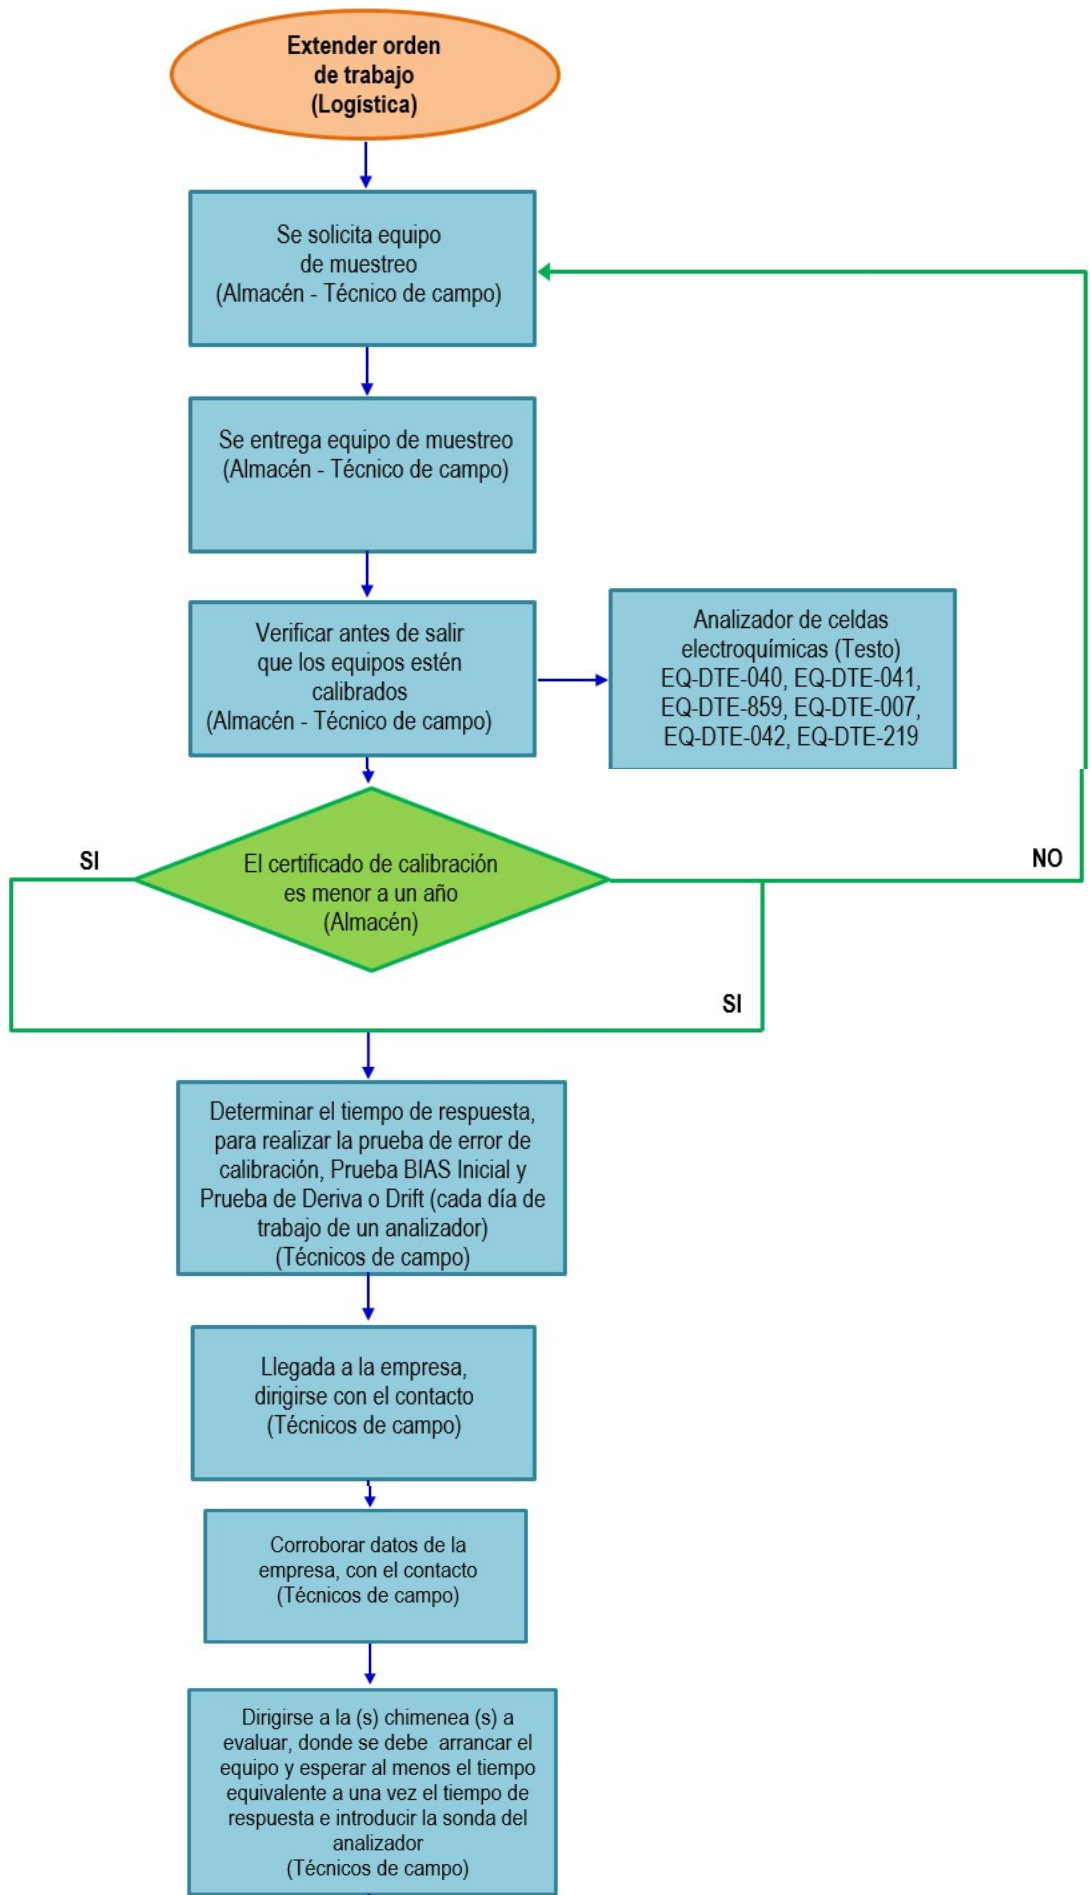 Extender orden
de trabajo
(Logística)
Se solicita equipo
de muestreo
(Almacén - Técnico de campo)
Se entrega equipo de muestreo
(Almacén - Técnico de campo)
Verificar antes de salir
que los equipos estén
calibrados
(Almacén - Técnico de campo)
Analizador de celdas
electroquímicas (Testo)
EQ-DTE-040, EQ-DTE-041,
EQ-DTE-859, EQ-DTE-007,
EQ-DTE-042, EQ-DTE-219
SI
El certificado de calibración
es menor a un año
(Almacén)
NO
SI
Determinar el tiempo de respuesta,
para realizar la prueba de error de
calibración, Prueba BIAS Inicial y
Prueba de Deriva o Drift (cada día de
trabajo de un analizador)
(Técnicos de campo)
Llegada a la empresa,
dirigirse con el contacto
(Técnicos de campo)
Corroborar datos de la
empresa, con el contacto
(Técnicos de campo)
Dirigirse a la (s) chimenea (s) a
evaluar, donde se debe arrancar el
equipo y esperar al menos el tiempo
equivalente a una vez el tiempo de
respuesta e introducir la sonda del
analizador
(Técnicos de campo)